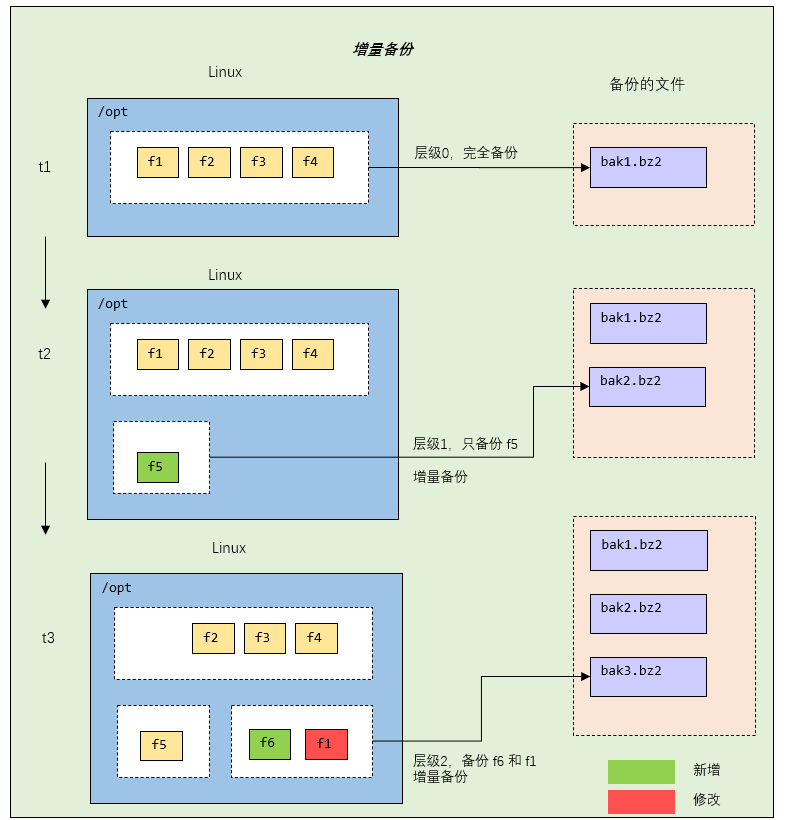 增量备份
Linux
备份的文件
/opt
t1
f1 f2 f3 f4
层级0，完全备份
bak1.bz2
Linux
/opt
t2
f1 f2 f3 f4
bak1.bz2
bak2.bz2
f5
层级1，只备份 f5
增量备份
Linux
/opt
t3
f2 f3 f4
bak1.bz2
bak2.bz2
bak3.bz2
f5
f6 f1
层级2，备份 f6 和 f1
增量备份
新增
修改